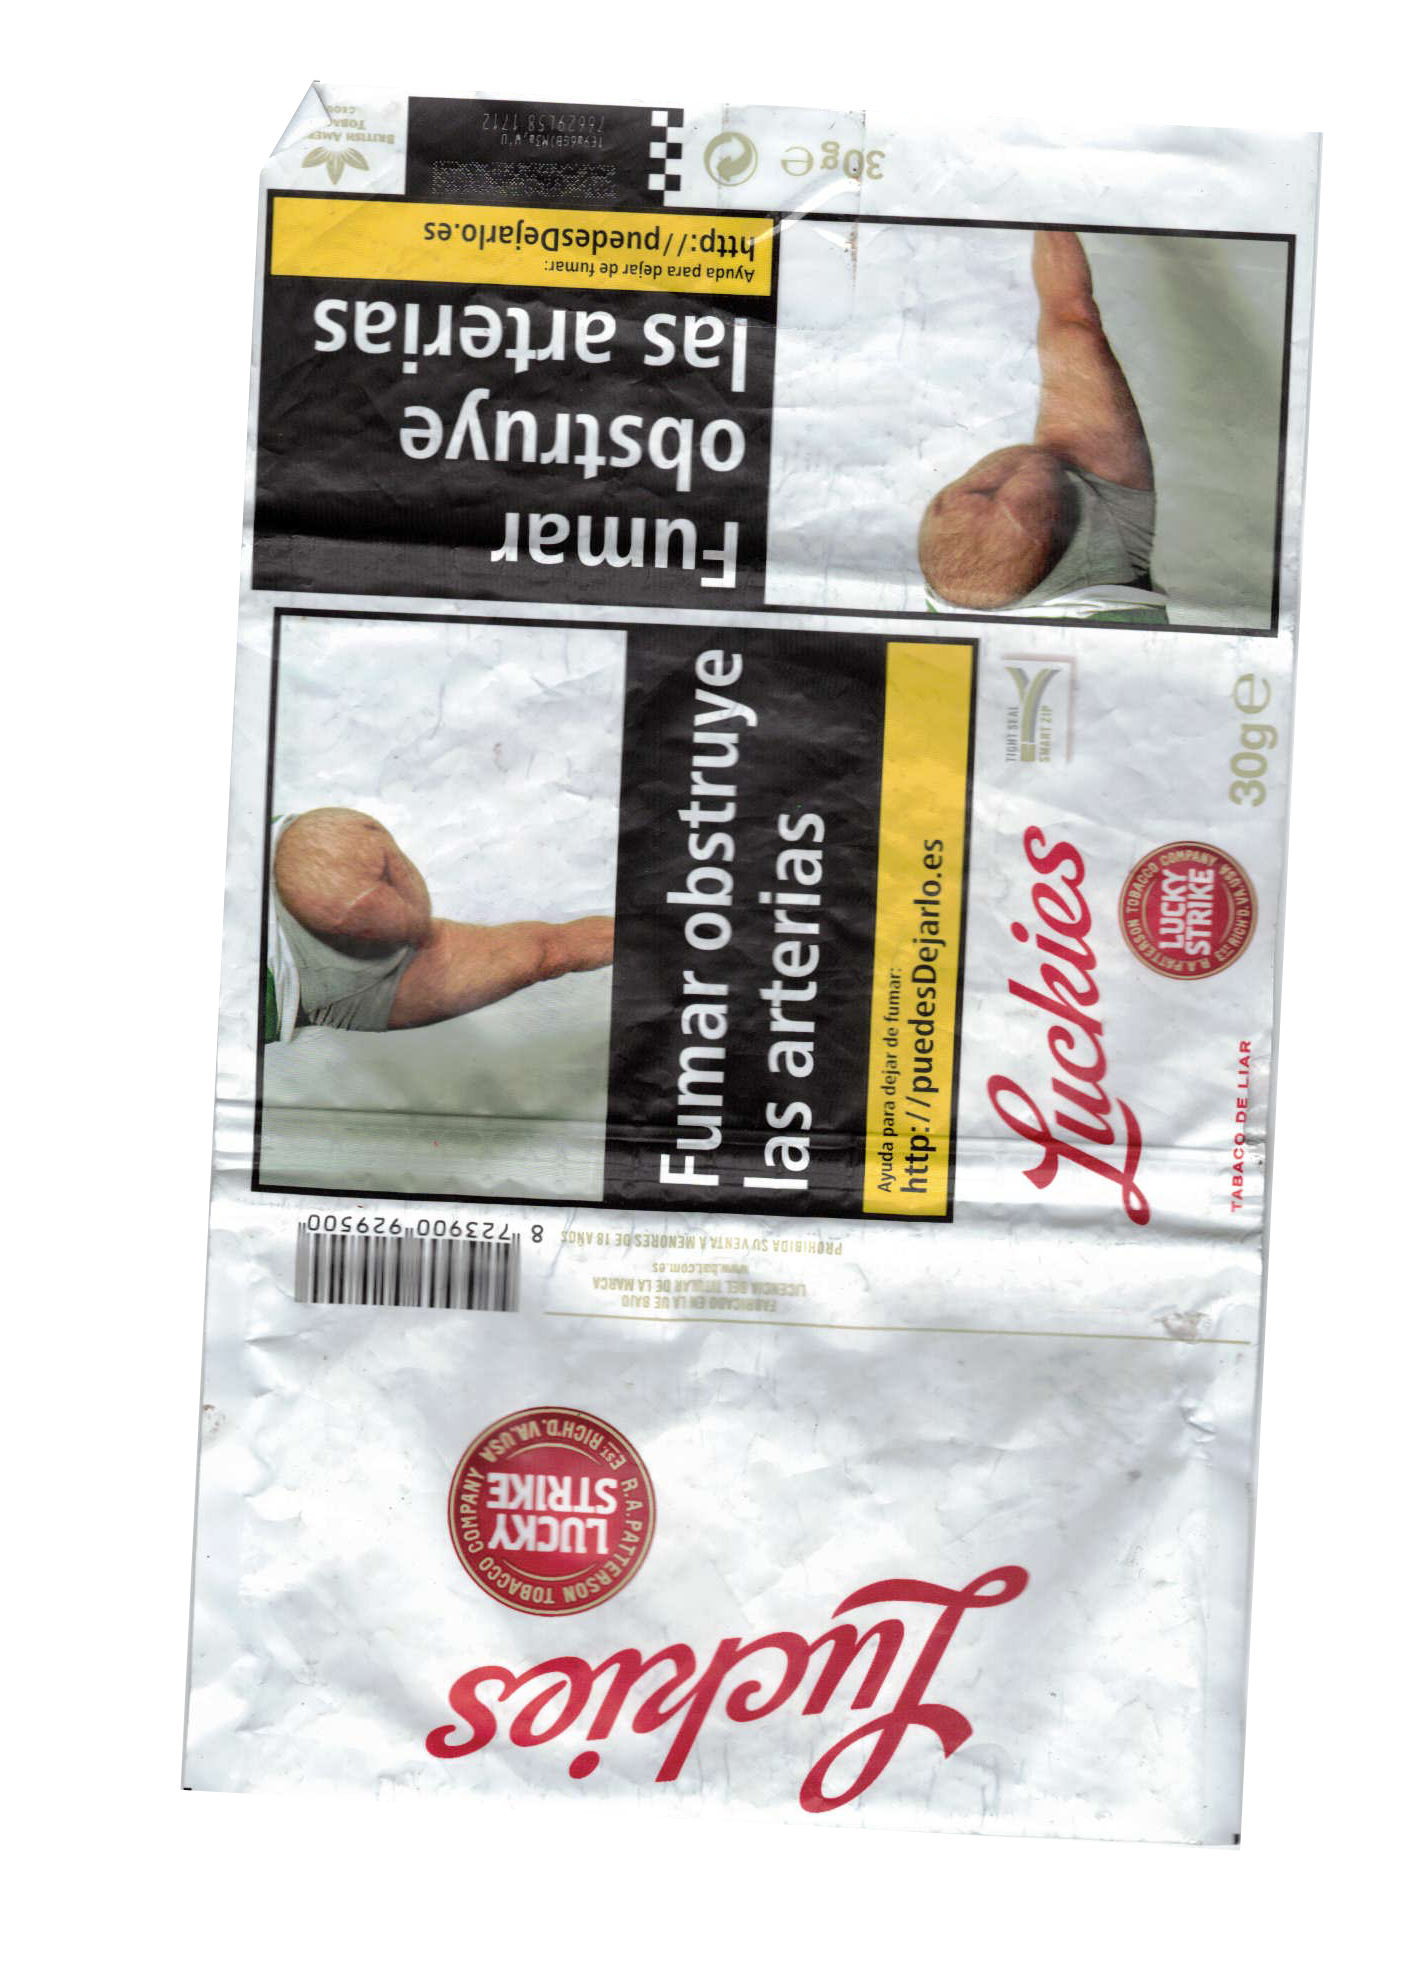 BRITISH AMER
TOBAC
76629L58 1712
30g e
Ayuda para dejar de fumar:
http://puedesDejarlo.es
Fumar
obstruye
las arterias
Fumar obstruye
las arterias
Ayuda para dejar de fumar:
http://puedesDejarlo.es
TIGHT SEAL
SMART ZIP
30g e
Luckies
R.A.PATTERSON TOBACCO COMPANY
LUCKY
STRIKE
EST. RICH'D. VA. USA
TABACO DE LIAR
FABRICADO EN LA UE BAJO
LICENCIA DEL TITULAR DE LA MARCA
www.bat.com.es
PROHIBIDA SU VENTA A MENORES DE 18 AÑOS
8 723900 929500
Luckies
R.A.PATTERSON TOBACCO COMPANY
LUCKY
STRIKE
EST. RICH'D. VA. USA